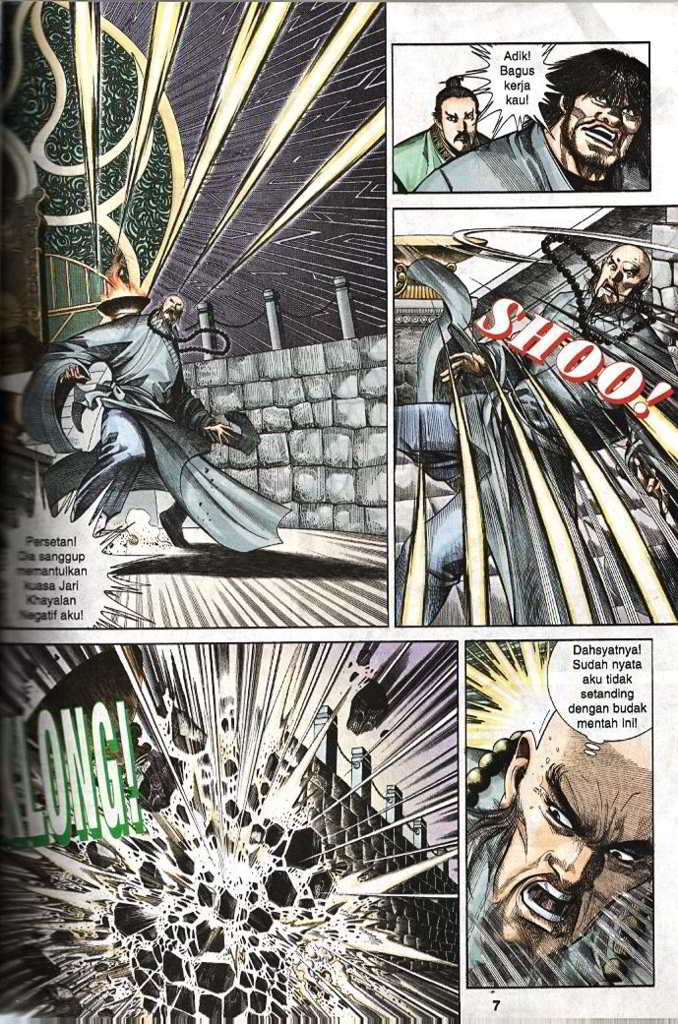 Adik!
Bagus
kerja
kau!
Persetan!
Dia sanggup
memantulkan
kuasa Jari
Khayalan
Negatif aku!
SHOOO!
LONG!
Dahsyatnya!
Sudah nyata
aku tidak
setanding
dengan budak
mentah ini!
7